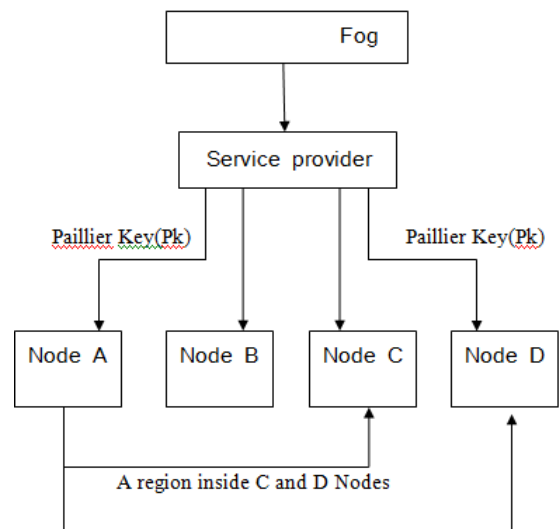 Fog
Service provider
Paillier Key(Pk)
Paillier Key(Pk)
Node A
Node B
Node C
Node D
A region inside C and D Nodes